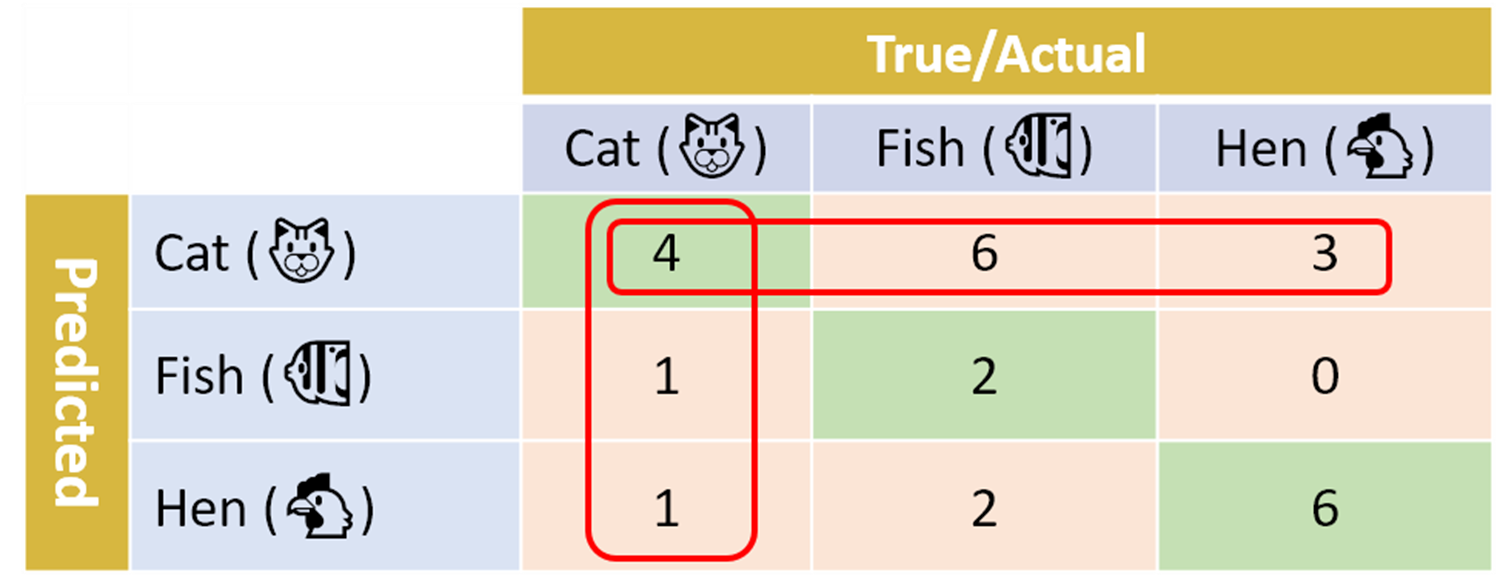 True/Actual
Cat ( ) Fish ( ) Hen ( )
Predicted
Cat ( ) 4 6 3
Fish ( ) 1 2 0
Hen ( ) 1 2 6